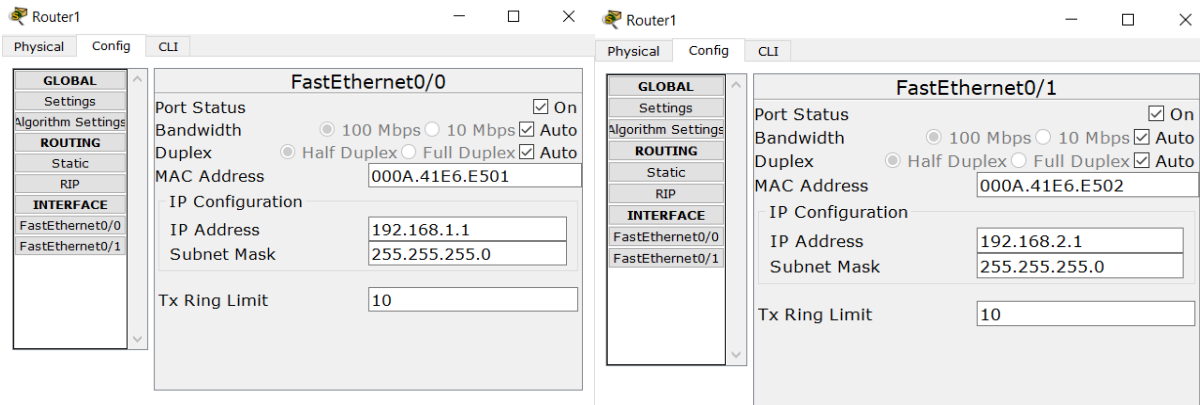 Router1
Physical Config CLI
GLOBAL
Settings
Algorithm Settings
ROUTING
Static
RIP
INTERFACE
FastEthernet0/0
FastEthernet0/1
FastEthernet0/0
Port Status On
Bandwidth 100 Mbps 10 Mbps Auto
Duplex Half Duplex Full Duplex Auto
MAC Address 000A.41E6.E501
IP Configuration
IP Address 192.168.1.1
Subnet Mask 255.255.255.0
Tx Ring Limit 10
Router1
Physical Config CLI
GLOBAL
Settings
Algorithm Settings
ROUTING
Static
RIP
INTERFACE
FastEthernet0/0
FastEthernet0/1
FastEthernet0/1
Port Status On
Bandwidth 100 Mbps 10 Mbps Auto
Duplex Half Duplex Full Duplex Auto
MAC Address 000A.41E6.E502
IP Configuration
IP Address 192.168.2.1
Subnet Mask 255.255.255.0
Tx Ring Limit 10